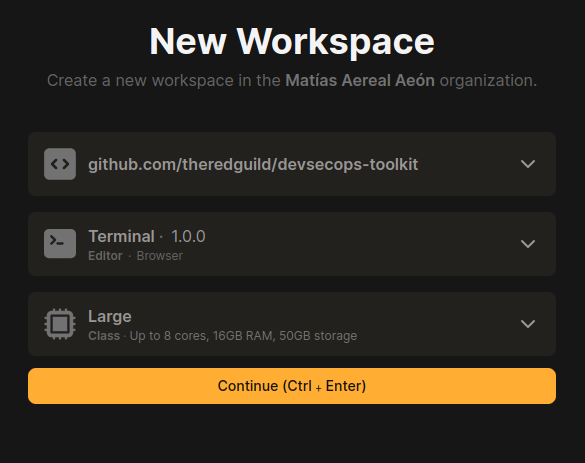 New Workspace
Create a new workspace in the Matías Aereal Aeón organization.
github.com/theredguild/devsecops-toolkit
Terminal · 1.0.0
Editor · Browser
Large
Class · Up to 8 cores, 16GB RAM, 50GB storage
Continue (Ctrl + Enter)